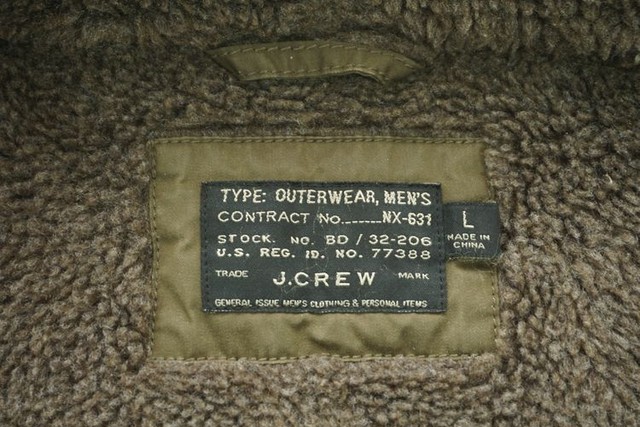 TYPE: OUTERWEAR, MEN'S
CONTRACT No.......NX-631
STOCK. NO. BD / 32-206
U.S. REG. ID. NO. 77388
TRADE J.CREW MARK
GENERAL ISSUE MEN'S CLOTHING & PERSONAL ITEMS
L
MADE IN
CHINA